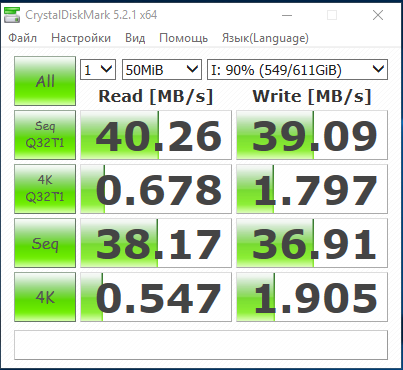 CrystalDiskMark 5.2.1 x64
Файл Настройки Вид Помощь Язык(Language)
All 1 50MiB I: 90% (549/611GiB)
Read [MB/s] Write [MB/s]
Seq Q32T1 40.26 39.09
4K Q32T1 0.678 1.797
Seq 38.17 36.91
4K 0.547 1.905